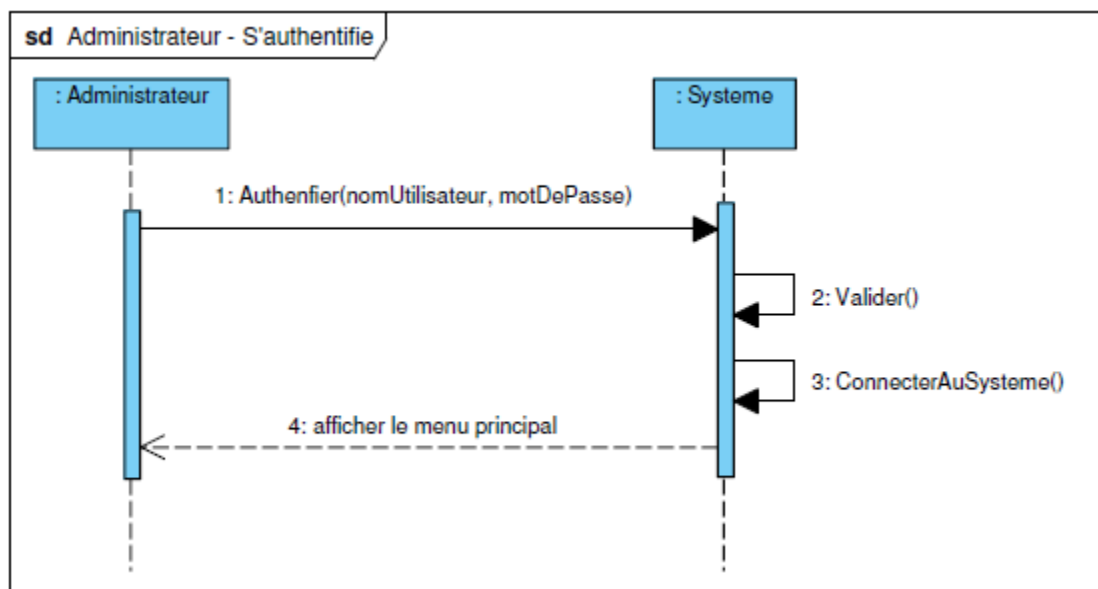 sd Administrateur - S'authentifie
: Administrateur
: Systeme
1: Authenfier(nomUtilisateur, motDePasse)
2: Valider()
3: ConnecterAuSysteme()
4: afficher le menu principal